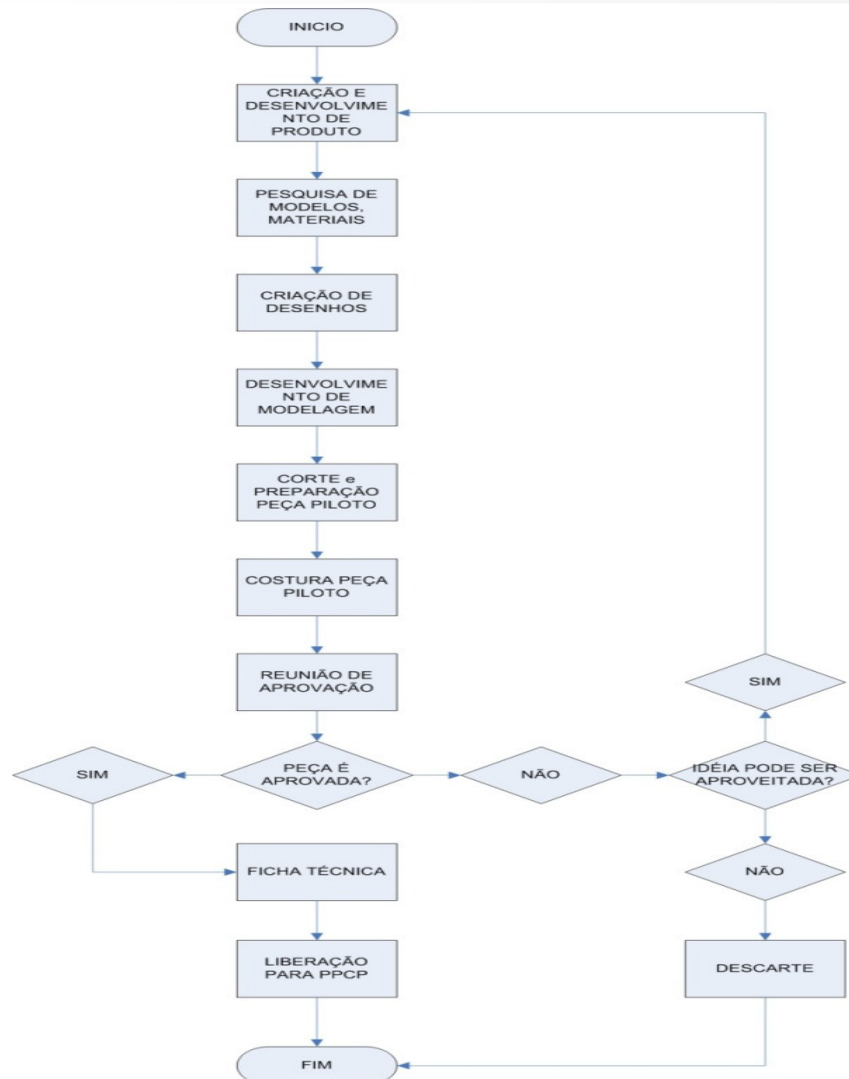 INICIO
CRIAÇÃO E
DESENVOLVIME
NTO DE
PRODUTO
PESQUISA DE
MODELOS,
MATERIAIS
CRIAÇÃO DE
DESENHOS
DESENVOLVIME
NTO DE
MODELAGEM
CORTE e
PREPARAÇÃO
PEÇA PILOTO
COSTURA PEÇA
PILOTO
REUNIÃO DE
APROVAÇÃO
SIM
SIM
PEÇA É
APROVADA?
NÃO
IDÉIA PODE SER
APROVEITADA?
FICHA TÉCNICA
NÃO
LIBERAÇÃO
PARA PPCP
DESCARTE
FIM